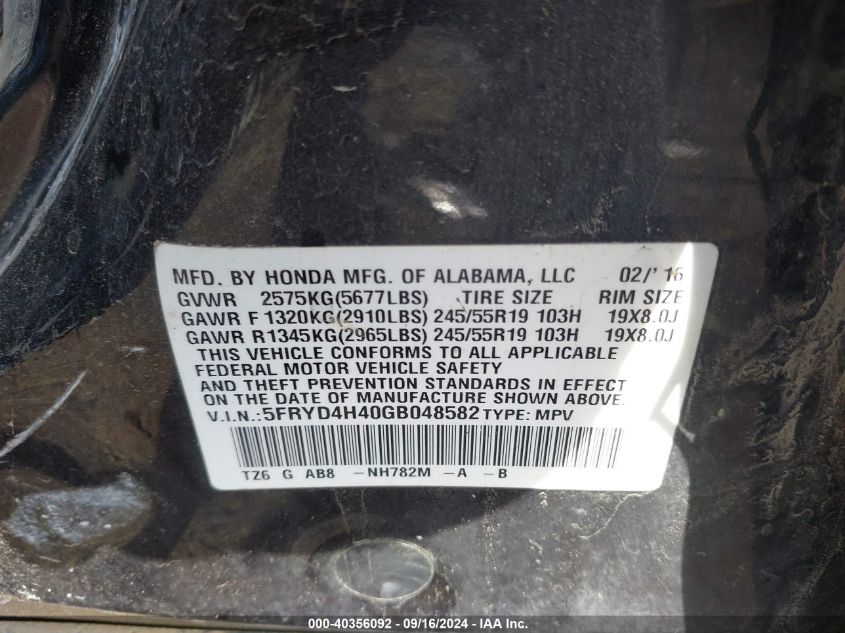 MFD. BY HONDA MFG. OF ALABAMA, LLC 02/'16
GVWR 2575KG(5677LBS) TIRE SIZE RIM SIZE
GAWR F 1320KG(2910LBS) 245/55R19 103H 19X8.0J
GAWR R 1345KG(2965LBS) 245/55R19 103H 19X8.0J
THIS VEHICLE CONFORMS TO ALL APPLICABLE
FEDERAL MOTOR VEHICLE SAFETY
AND THEFT PREVENTION STANDARDS IN EFFECT
ON THE DATE OF MANUFACTURE SHOWN ABOVE.
V.I.N.: 5FRYD4H40GB048582 TYPE: MPV
TZ6 G AB8 -NH782M -A -B
000-40356092 - 09/16/2024 - IAA Inc.